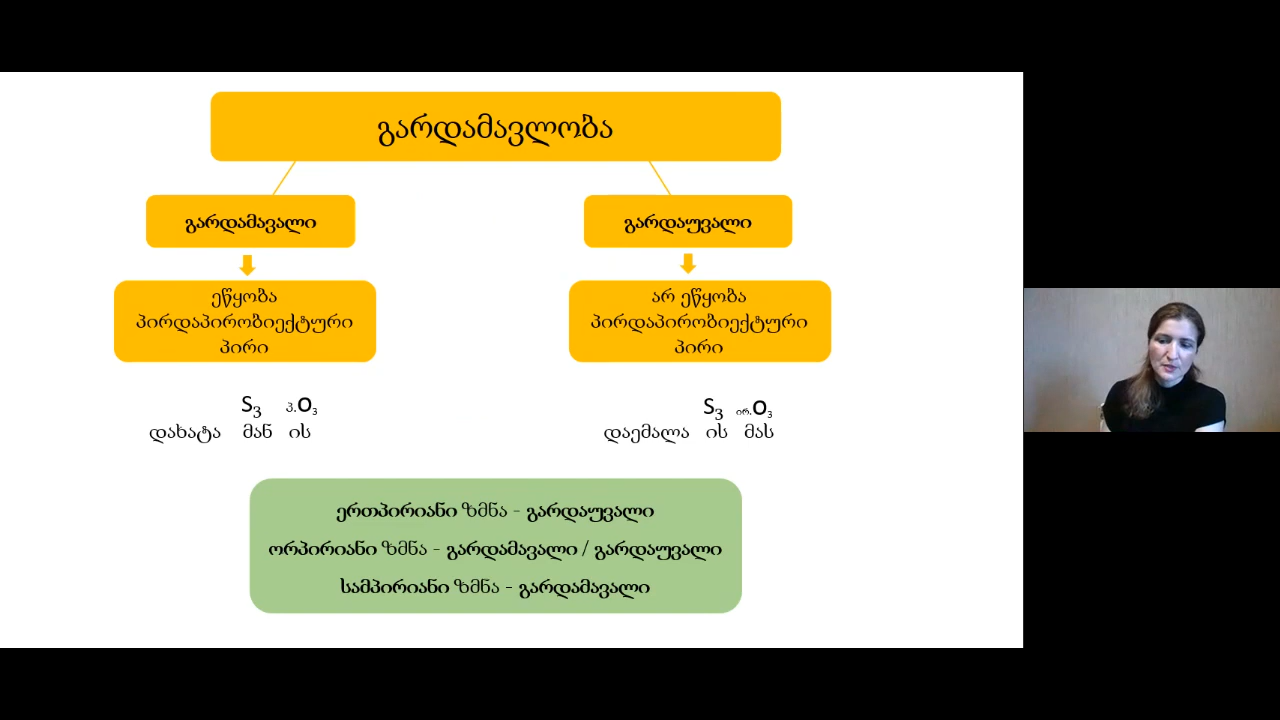 გარდამავლობა
გარდამავალი
გარდაუვალი
ეწყობა
პირდაპირობიექტური
პირი
არ ეწყობა
პირდაპირობიექტური
პირი
S3 პ.O3
დახატა მან ის
S3 ირ.O3
დაემალა ის მას
ერთპირიანი ზმნა - გარდაუვალი
ორპირიანი ზმნა - გარდამავალი / გარდაუვალი
სამპირიანი ზმნა - გარდამავალი